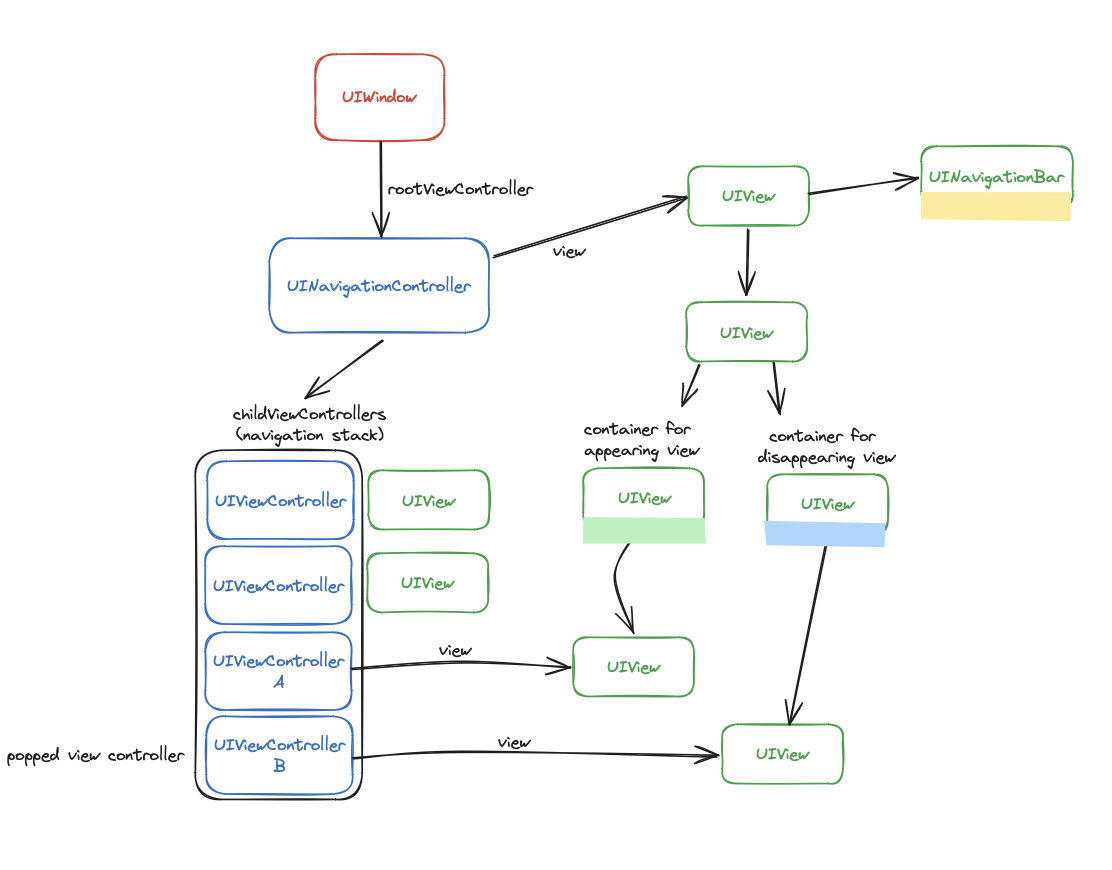 UIWindow
rootViewController
UINavigationController
view
UIView
UINavigationBar
UIView
childViewControllers
(navigation stack)
container for
appearing view
container for
disappearing view
UIViewController
UIView
UIView
UIView
UIViewController
UIView
UIViewController
A
view
UIView
popped view controller
UIViewController
B
view
UIView